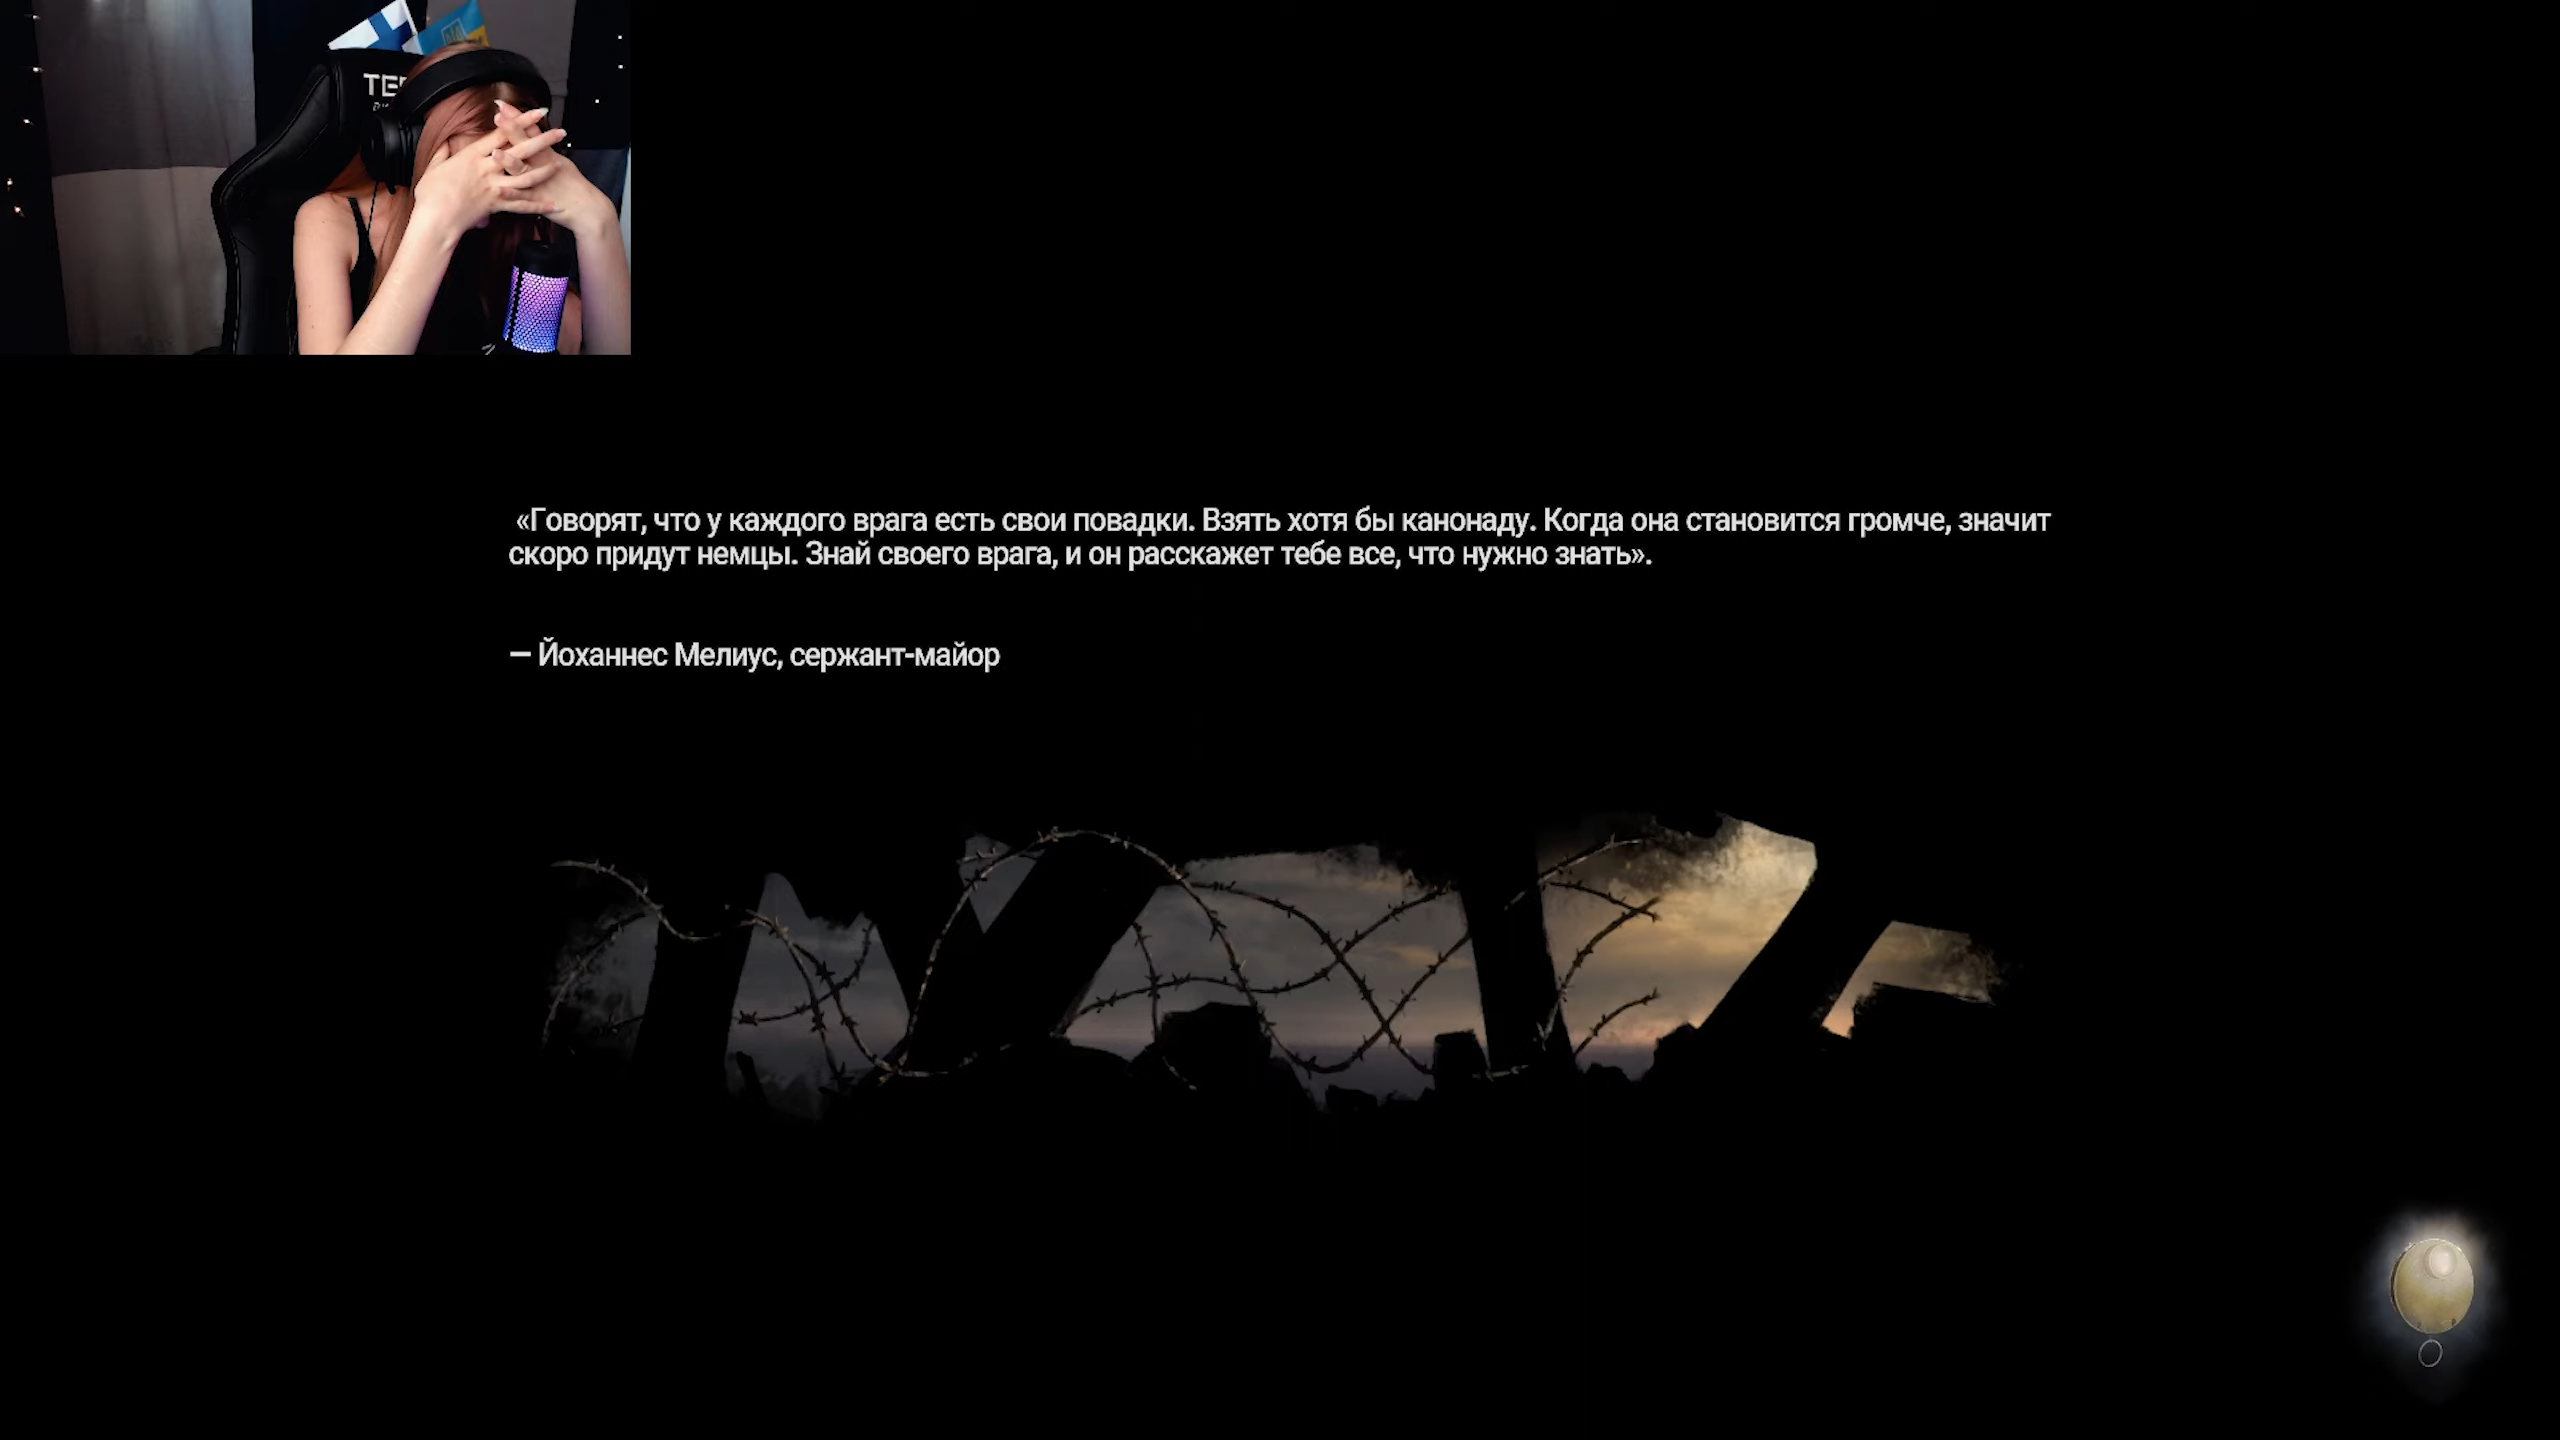 «Говорят, что у каждого врага есть свои повадки. Взять хотя бы канонаду. Когда она становится громче, значит
скоро придут немцы. Знай своего врага, и он расскажет тебе все, что нужно знать».
— Йоханнес Мелиус, сержант-майор